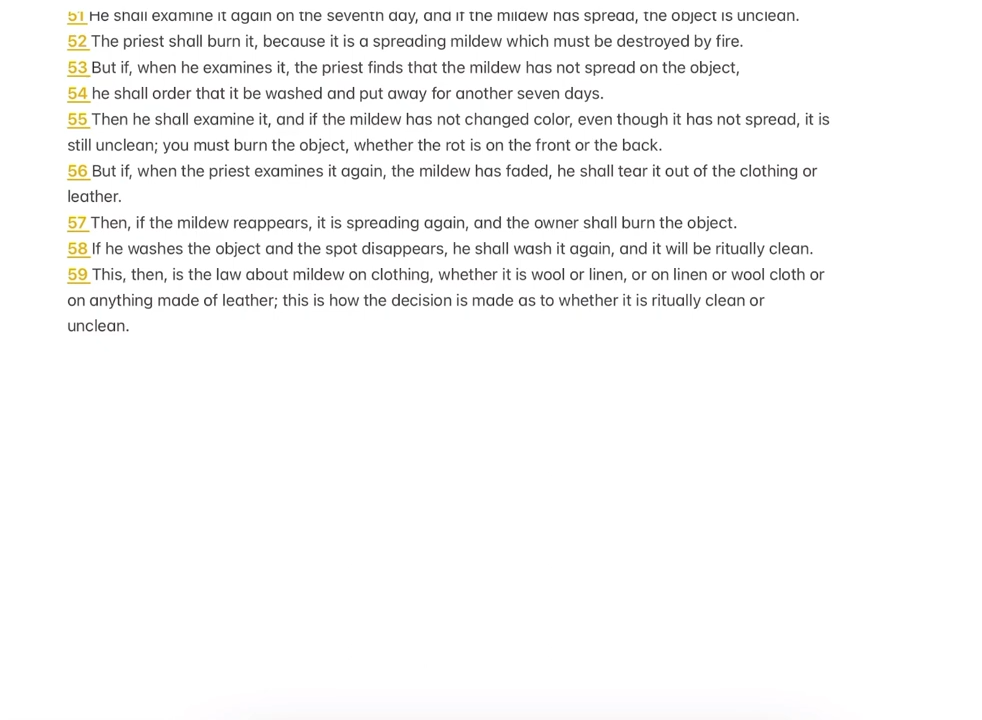 51 He shall examine it again on the seventh day, and if the mildew has spread, the object is unclean.
52 The priest shall burn it, because it is a spreading mildew which must be destroyed by fire.
53 But if, when he examines it, the priest finds that the mildew has not spread on the object,
54 he shall order that it be washed and put away for another seven days.
55 Then he shall examine it, and if the mildew has not changed color, even though it has not spread, it is
still unclean; you must burn the object, whether the rot is on the front or the back.
56 But if, when the priest examines it again, the mildew has faded, he shall tear it out of the clothing or
leather.
57 Then, if the mildew reappears, it is spreading again, and the owner shall burn the object.
58 If he washes the object and the spot disappears, he shall wash it again, and it will be ritually clean.
59 This, then, is the law about mildew on clothing, whether it is wool or linen, or on linen or wool cloth or
on anything made of leather; this is how the decision is made as to whether it is ritually clean or
unclean.